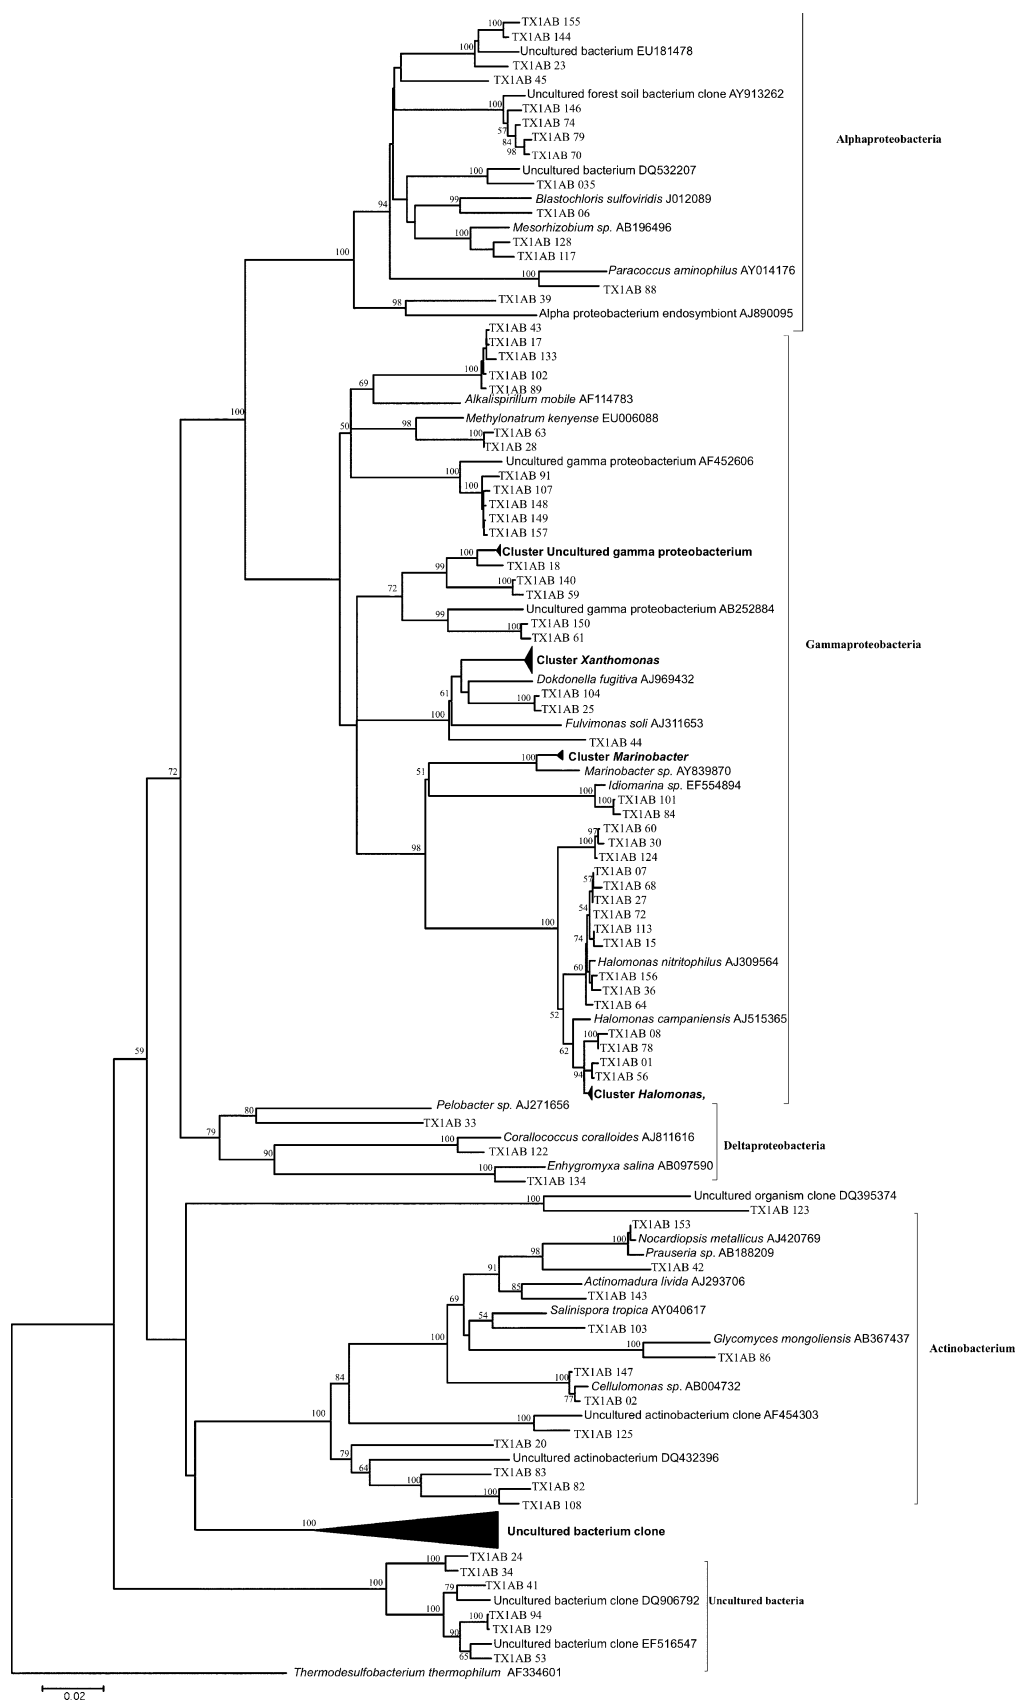 100
TX1AB 155
TX1AB 144
100
Uncultured bacterium EU181478
TX1AB 23
TX1AB 45
Uncultured forest soil bacterium clone AY913262
100
TX1AB 146
57
TX1AB 74
84
TX1AB 79
98
TX1AB 70
Alphaproteobacteria
Uncultured bacterium DQ532207
100
TX1AB 035
Blastochloris sulfoviridis J012089
99
TX1AB 06
94
Mesorhizobium sp. AB196496
100
TX1AB 128
TX1AB 117
100
Paracoccus aminophilus AY014176
100
TX1AB 88
TX1AB 39
98
Alpha proteobacterium endosymbiont AJ890095
TX1AB 43
TX1AB 17
TX1AB 133
100
TX1AB 102
69
TX1AB 89
Alkalispirillum mobile AF114783
100
Methylonatrum kenyense EU006088
98
50
100
TX1AB 63
TX1AB 28
Uncultured gamma proteobacterium AF452606
100
TX1AB 91
100
TX1AB 107
TX1AB 148
TX1AB 149
TX1AB 157
100
Cluster Uncultured gamma proteobacterium
99
TX1AB 18
100
TX1AB 140
72
TX1AB 59
Uncultured gamma proteobacterium AB252884
99
100
TX1AB 150
TX1AB 61
Gammaproteobacteria
Cluster Xanthomonas
Dokdonella fugitiva AJ969432
61
100
TX1AB 104
TX1AB 25
100
Fulvimonas soli AJ311653
TX1AB 44
100
Cluster Marinobacter
51
Marinobacter sp. AY839870
72
Idiomarina sp. EF554894
100
100
TX1AB 101
TX1AB 84
97
TX1AB 60
100
TX1AB 30
98
TX1AB 124
57
TX1AB 07
TX1AB 68
TX1AB 27
54
TX1AB 72
100
TX1AB 113
74
TX1AB 15
Halomonas nitritophilus AJ309564
60
TX1AB 156
TX1AB 36
TX1AB 64
52
Halomonas campaniensis AJ515365
100
TX1AB 08
62
TX1AB 78
TX1AB 01
94
TX1AB 56
Cluster Halomonas,
59
Pelobacter sp. AJ271656
80
TX1AB 33
79
Corallococcus coralloides AJ811616
100
TX1AB 122
Deltaproteobacteria
90
Enhygromyxa salina AB097590
100
TX1AB 134
Uncultured organism clone DQ395374
100
TX1AB 123
TX1AB 153
100
Nocardiopsis metallicus AJ420769
98
Prauseria sp. AB188209
91
TX1AB 42
Actinomadura livida AJ293706
85
TX1AB 143
69
Salinispora tropica AY040617
54
TX1AB 103
100
Glycomyces mongoliensis AB367437
100
TX1AB 86
Actinobacterium
100
TX1AB 147
84
Cellulomonas sp. AB004732
77
TX1AB 02
100
Uncultured actinobacterium clone AF454303
100
TX1AB 125
TX1AB 20
79
Uncultured actinobacterium DQ432396
64
TX1AB 83
100
TX1AB 82
100
TX1AB 108
100
Uncultured bacterium clone
TX1AB 24
100
TX1AB 34
100
TX1AB 41
79
Uncultured bacterium clone DQ906792
Uncultured bacteria
100
100
TX1AB 94
TX1AB 129
90
Uncultured bacterium clone EF516547
65
TX1AB 53
Thermodesulfobacterium thermophilum AF334601
0.02